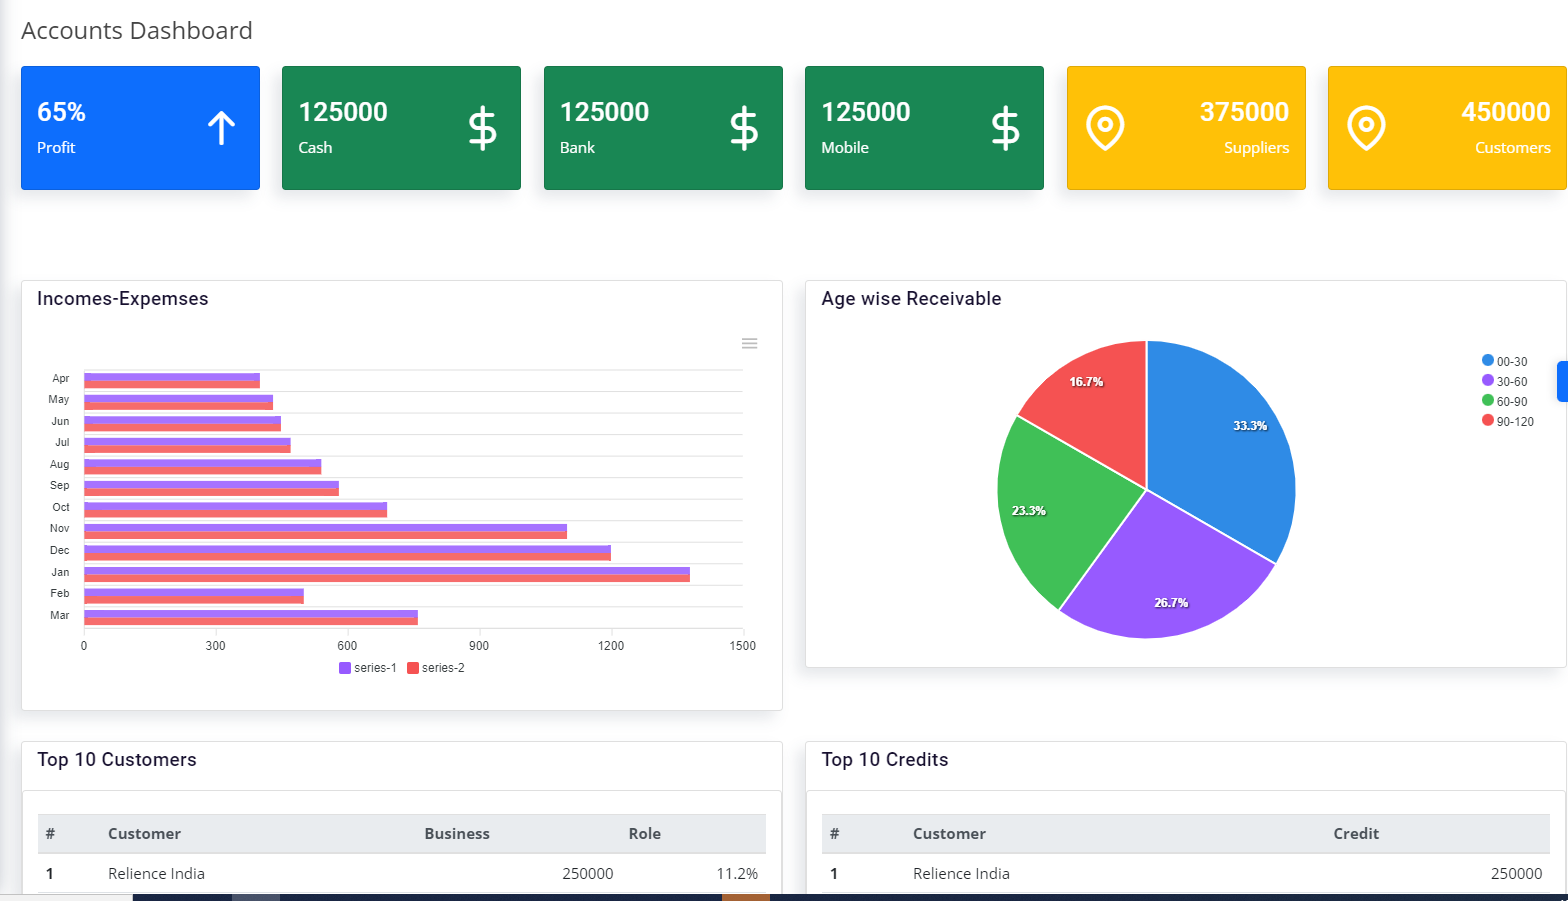 Accounts Dashboard
65%
Profit
125000
Cash
125000
Bank
125000
Mobile
375000
Suppliers
450000
Customers
Incomes-Expemses
Apr
May
Jun
Jul
Aug
Sep
Oct
Nov
Dec
Jan
Feb
Mar
0 300 600 900 1200 1500
series-1 series-2
Age wise Receivable
16.7%
33.3%
23.3%
26.7%
00-30
30-60
60-90
90-120
Top 10 Customers
# Customer Business Role
1 Relience India 250000 11.2%
Top 10 Credits
# Customer Credit
1 Relience India 250000